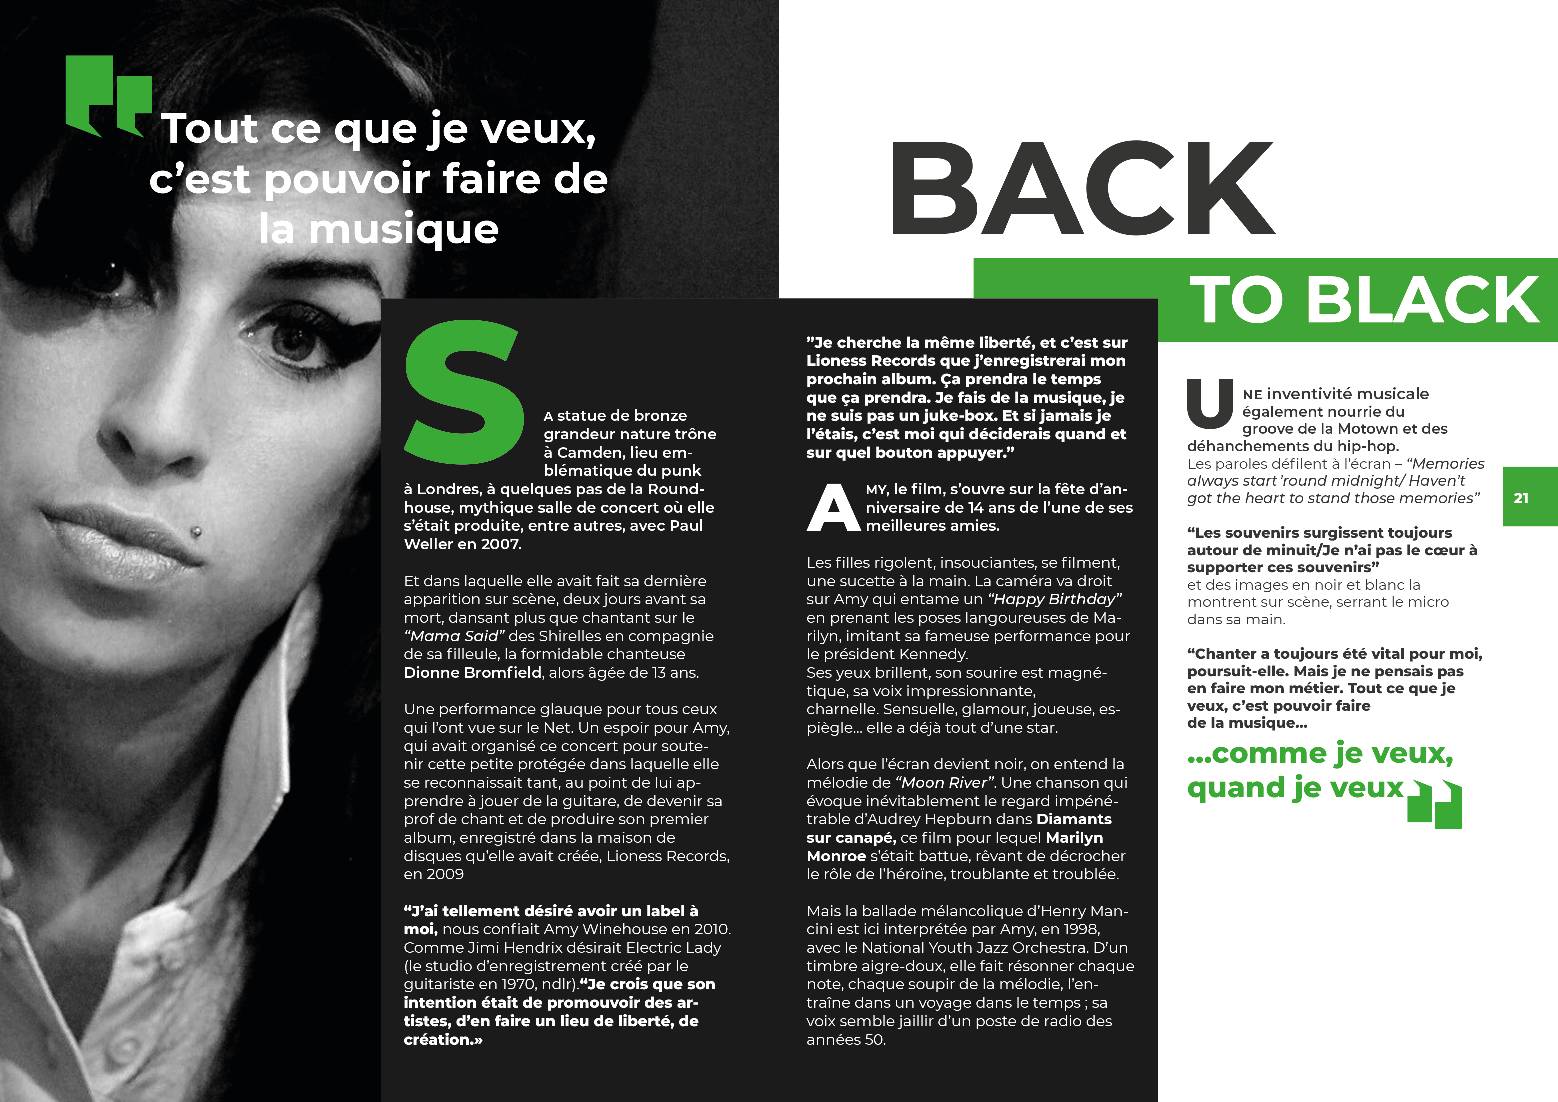 Tout ce que je veux,
c’est pouvoir faire de
la musique
BACK
TO BLACK
SA statue de bronze
grandeur nature trône
à Camden, lieu em-
blématique du punk
à Londres, à quelques pas de la Round-
house, mythique salle de concert où elle
s’était produite, entre autres, avec Paul
Weller en 2007.
Et dans laquelle elle avait fait sa dernière
apparition sur scène, deux jours avant sa
mort, dansant plus que chantant sur le
“Mama Said” des Shirelles en compagnie
de sa filleule, la formidable chanteuse
Dionne Bromfield, alors âgée de 13 ans.
Une performance glauque pour tous ceux
qui l’ont vue sur le Net. Un espoir pour Amy,
qui avait organisé ce concert pour soute-
nir cette petite protégée dans laquelle elle
se reconnaissait tant, au point de lui ap-
prendre à jouer de la guitare, de devenir sa
prof de chant et de produire son premier
album, enregistré dans la maison de
disques qu’elle avait créée, Lioness Records,
en 2009
“J’ai tellement désiré avoir un label à
moi, nous confiait Amy Winehouse en 2010.
Comme Jimi Hendrix désirait Electric Lady
(le studio d’enregistrement créé par le
guitariste en 1970, ndlr).“Je crois que son
intention était de promouvoir des ar-
tistes, d’en faire un lieu de liberté, de
création.»
”Je cherche la même liberté, et c’est sur
Lioness Records que j’enregistrerai mon
prochain album. Ça prendra le temps
que ça prendra. Je fais de la musique, je
ne suis pas un juke-box. Et si jamais je
l’étais, c’est moi qui déciderais quand et
sur quel bouton appuyer.”
AMY, le film, s’ouvre sur la fête d’an-
niversaire de 14 ans de l’une de ses
meilleures amies.
Les filles rigolent, insouciantes, se filment,
une sucette à la main. La caméra va droit
sur Amy qui entame un “Happy Birthday”
en prenant les poses langoureuses de Ma-
rilyn, imitant sa fameuse performance pour
le président Kennedy.
Ses yeux brillent, son sourire est magné-
tique, sa voix impressionnante,
charnelle. Sensuelle, glamour, joueuse, es-
piègle... elle a déjà tout d’une star.
Alors que l’écran devient noir, on entend la
mélodie de “Moon River”. Une chanson qui
évoque inévitablement le regard impéné-
trable d’Audrey Hepburn dans Diamants
sur canapé, ce film pour lequel Marilyn
Monroe s’était battue, rêvant de décrocher
le rôle de l’héroïne, troublante et troublée.
Mais la ballade mélancolique d’Henry Man-
cini est ici interprétée par Amy, en 1998,
avec le National Youth Jazz Orchestra. D’un
timbre aigre-doux, elle fait résonner chaque
note, chaque soupir de la mélodie, l’en-
traîne dans un voyage dans le temps ; sa
voix semble jaillir d’un poste de radio des
années 50.
UNE inventivité musicale
également nourrie du
groove de la Motown et des
déhanchements du hip-hop.
Les paroles défilent à l’écran – “Memories
always start ’round midnight/ Haven’t
got the heart to stand those memories”
“Les souvenirs surgissent toujours
autour de minuit/Je n’ai pas le cœur à
supporter ces souvenirs”
et des images en noir et blanc la
montrent sur scène, serrant le micro
dans sa main.
“Chanter a toujours été vital pour moi,
poursuit-elle. Mais je ne pensais pas
en faire mon métier. Tout ce que je
veux, c’est pouvoir faire
de la musique...
...comme je veux,
quand je veux
21